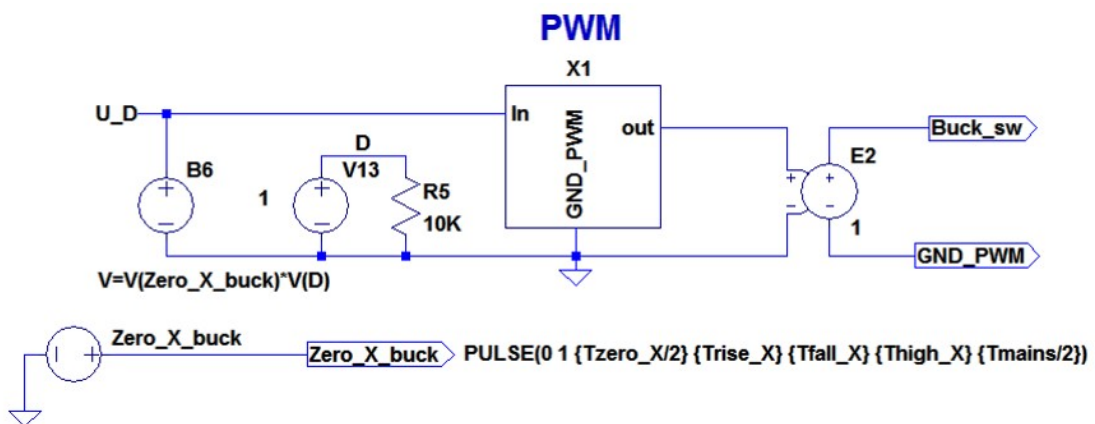 PWM
X1
U_D
In
out
GND_PWM
Buck_sw
B6
D
V13
1
R5
10K
E2
1
GND_PWM
V=V(Zero_X_buck)*V(D)
Zero_X_buck
Zero_X_buck
PULSE(0 1 {Tzero_X/2} {Trise_X} {Tfall_X} {Thigh_X} {Tmains/2})